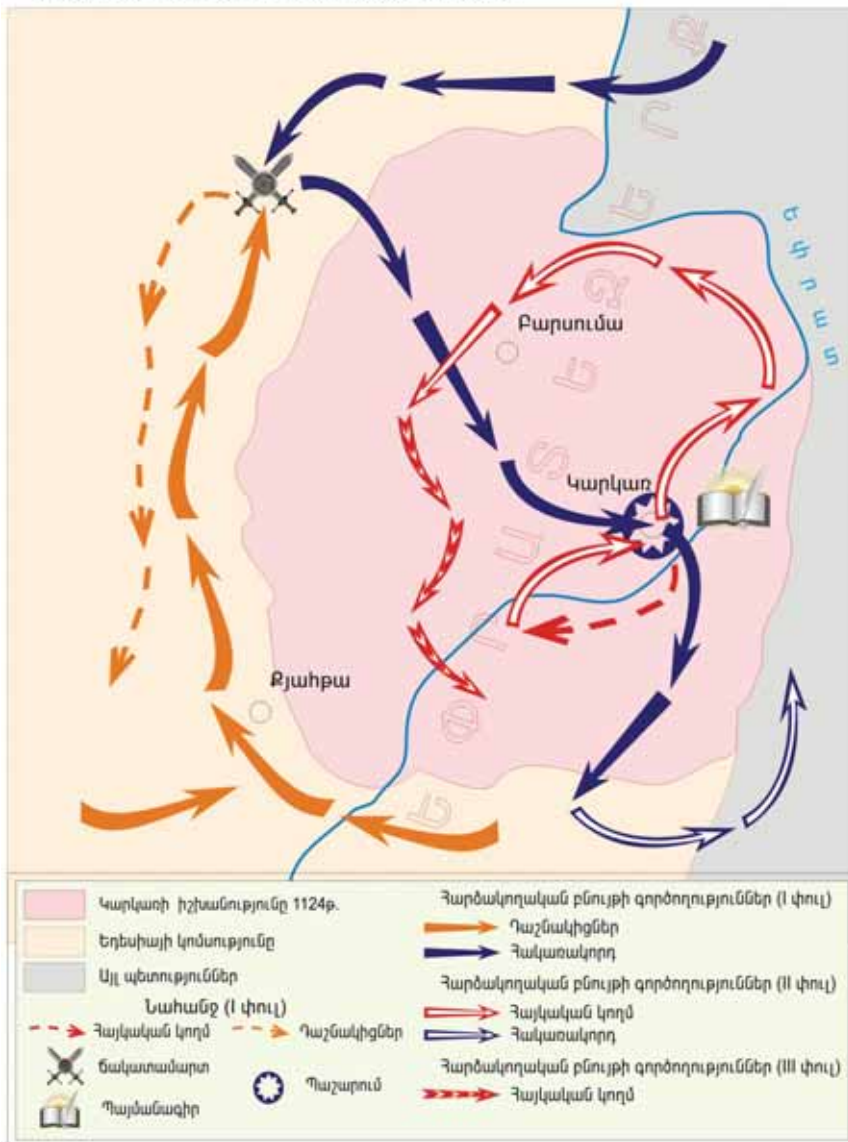 Բարսումա
Կարկառ
Քյահթա
Եփրատ
Կարկառի իշխանությունը 1124թ.
Եդեսիայի կոմսությունը
Այլ պետություններ
Նահանջ (I փուլ)
Հայկական կողմ
Դաշնակիցներ
Ճակատամարտ
Պայմանագիր
Պաշարում
Հարձակողական բնույթի գործողություններ (I փուլ)
Դաշնակիցներ
Հակառակորդ
Հարձակողական բնույթի գործողություններ (II փուլ)
Հայկական կողմ
Հակառակորդ
Հարձակողական բնույթի գործողություններ (III փուլ)
Հայկական կողմ